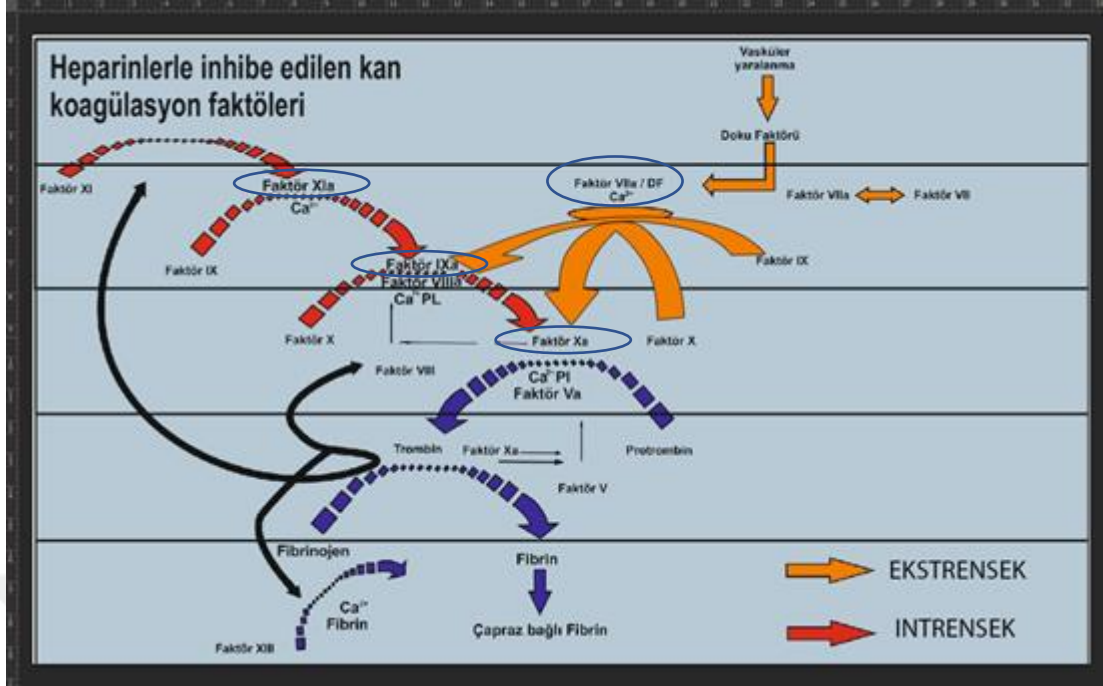 Heparinlerle inhibe edilen kan
koagülasyon faktöleri
Vasküler
yaralanma
Doku Faktörü
Faktör XI
Faktör XIa
Ca²⁺
Faktör VIIa / DF
Ca²⁺
Faktör VIIa
Faktör VII
Faktör IX
Faktör IXa
Faktör VIIIa
Ca²⁺ PL
Faktör IX
Faktör X
Faktör Xa
Faktör X
Faktör VIII
Ca²⁺ Pl
Faktör Va
Trombin
Faktör Xa
Protrombin
Faktör V
Fibrinojen
Fibrin
Ca²⁺
Fibrin
Faktör XIII
Çapraz bağlı Fibrin
EKSTRENSEK
INTRENSEK